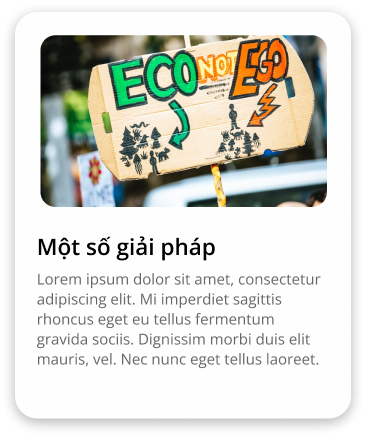 ECO NOT EGO
Một số giải pháp
Lorem ipsum dolor sit amet, consectetur
adipiscing elit. Mi imperdiet sagittis
rhoncus eget eu tellus fermentum
gravida sociis. Dignissim morbi duis elit
mauris, vel. Nec nunc eget tellus laoreet.